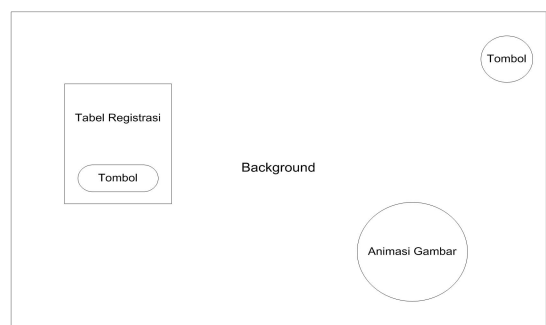 Tombol
Tabel Registrasi
Tombol
Background
Animasi Gambar